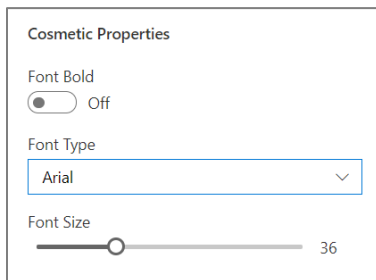 Cosmetic Properties
Font Bold
Off
Font Type
Arial
Font Size
36